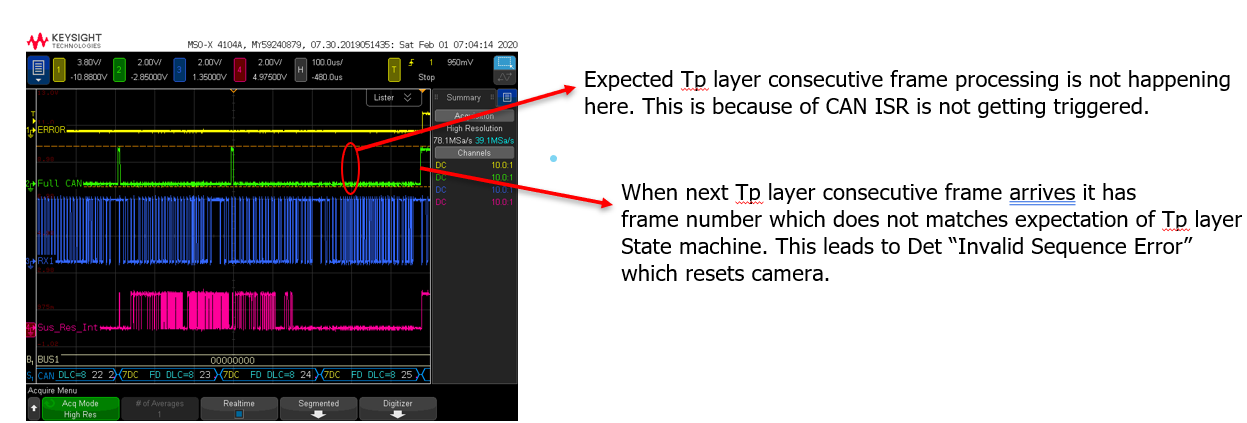 KEYSIGHT
TECHNOLOGIES
MSO-X 4104A, MY59240879, 07.30.2019051435: Sat Feb 01 07:04:14 2020
1 3.80V/ 2 2.00V/ 3 2.00V/ 4 2.00V/ H 100.0us/ T 1 950mV
-10.8800V -2.85000V 1.35000V 4.97500V -480.0us Stop
Lister
Summary
Acquisition
High Resolution
78.1MSa/s 39.1MSa/s
Channels
DC 10.0:1
DC 10.0:1
DC 10.0:1
DC 10.0:1
ERROR
Full CAN
RX1
Sus_Res_Int
B1 BUS1 00000000
S1 CAN DLC=8 22 2 7DC FD DLC=8 23 7DC FD DLC=8 24 7DC FD DLC=8 25
Acquire Menu
Acq Mode
High Res
# of Averages
1
Realtime
Segmented
Digitizer
Expected Tp layer consecutive frame processing is not happening
here. This is because of CAN ISR is not getting triggered.
When next Tp layer consecutive frame arrives it has
frame number which does not matches expectation of Tp layer
State machine. This leads to Det “Invalid Sequence Error”
which resets camera.